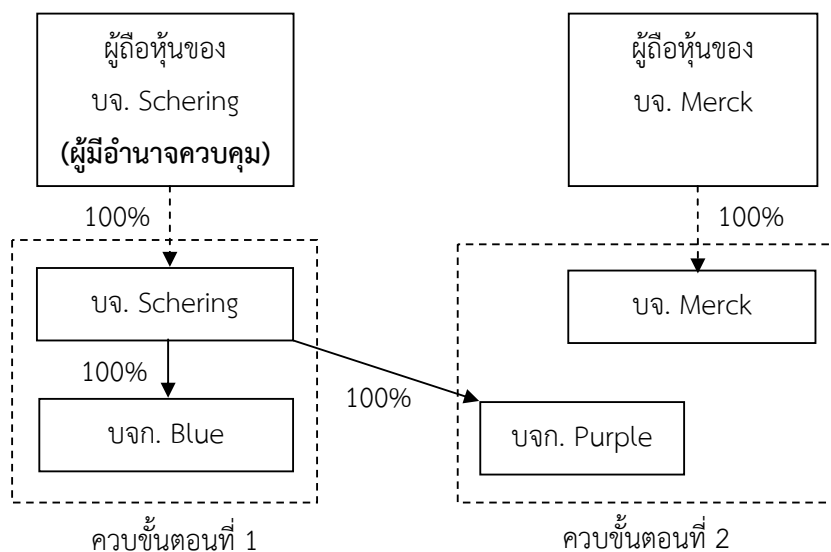 ผู้ถือหุ้นของ
บจ. Schering
(ผู้มีอำนาจควบคุม)
ผู้ถือหุ้นของ
บจ. Merck
100%
100%
บจ. Schering
บจ. Merck
100%
100%
บจก. Blue
บจก. Purple
ควบขั้นตอนที่ 1
ควบขั้นตอนที่ 2